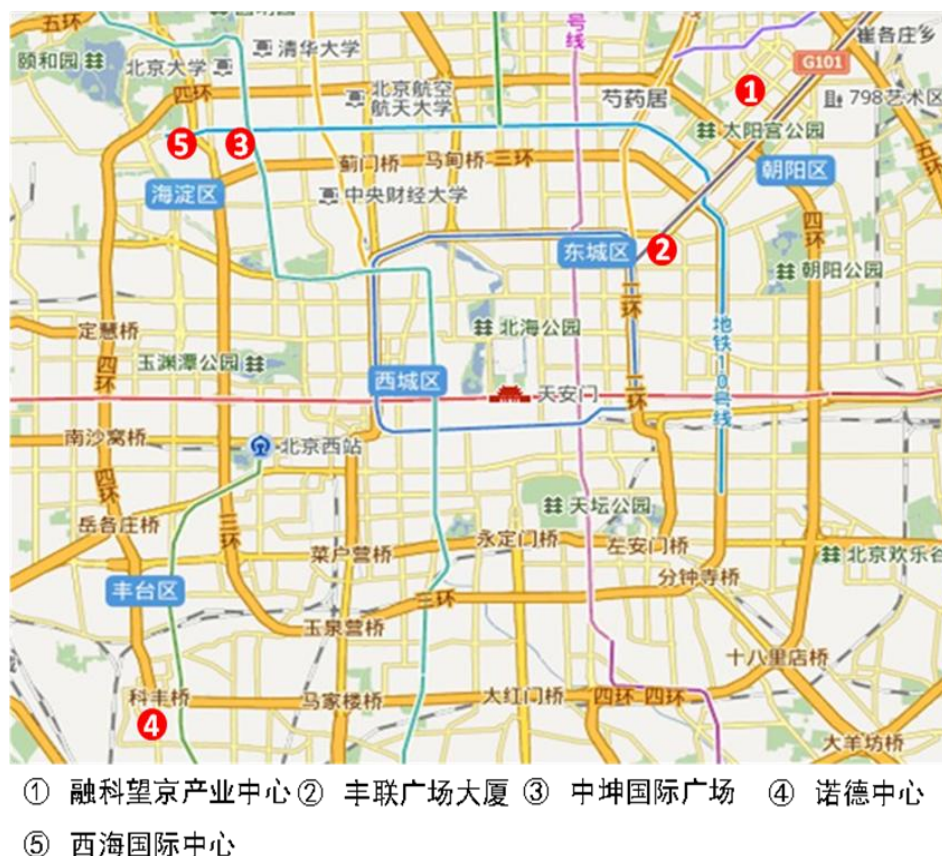 五环
颐和园
清华大学
北京大学
四环
北京航空
航天大学
号线
芍药居
崔各庄乡
G101
①
798艺术区
太阳宫公园
五环
⑤
③
蓟门桥
马甸桥
三环
朝阳区
海淀区
中央财经大学
四环
东城区
②
朝阳公园
二环
定慧桥
北海公园
地铁10号线
玉渊潭公园
四环
西城区
天安门
二环
南沙窝桥
北京西站
四环
天坛公园
岳各庄桥
三环
菜户营桥
永定门桥
左安门桥
北京欢乐谷
分钟寺桥
丰台区
三环
玉泉营桥
十八里店桥
科丰桥
马家楼桥
大红门桥
四环
四环
④
大羊坊桥
① 融科望京产业中心 ② 丰联广场大厦 ③ 中坤国际广场 ④ 诺德中心
⑤ 西海国际中心